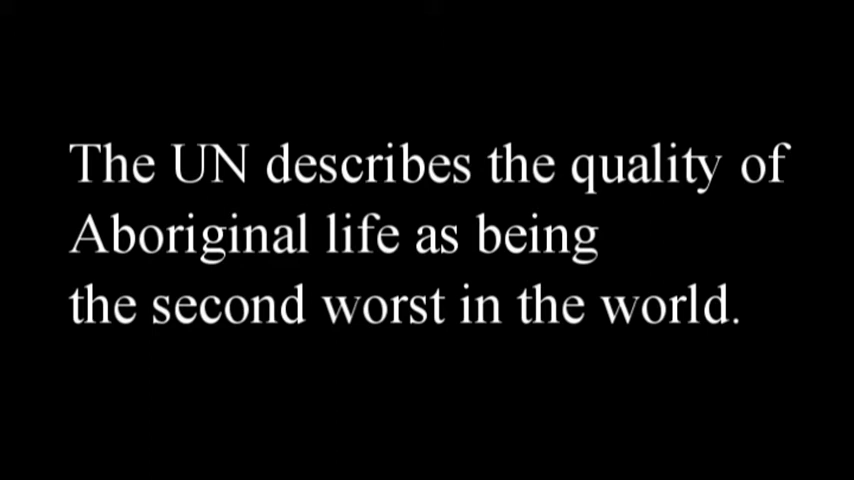 The UN describes the quality of
Aboriginal life as being
the second worst in the world.